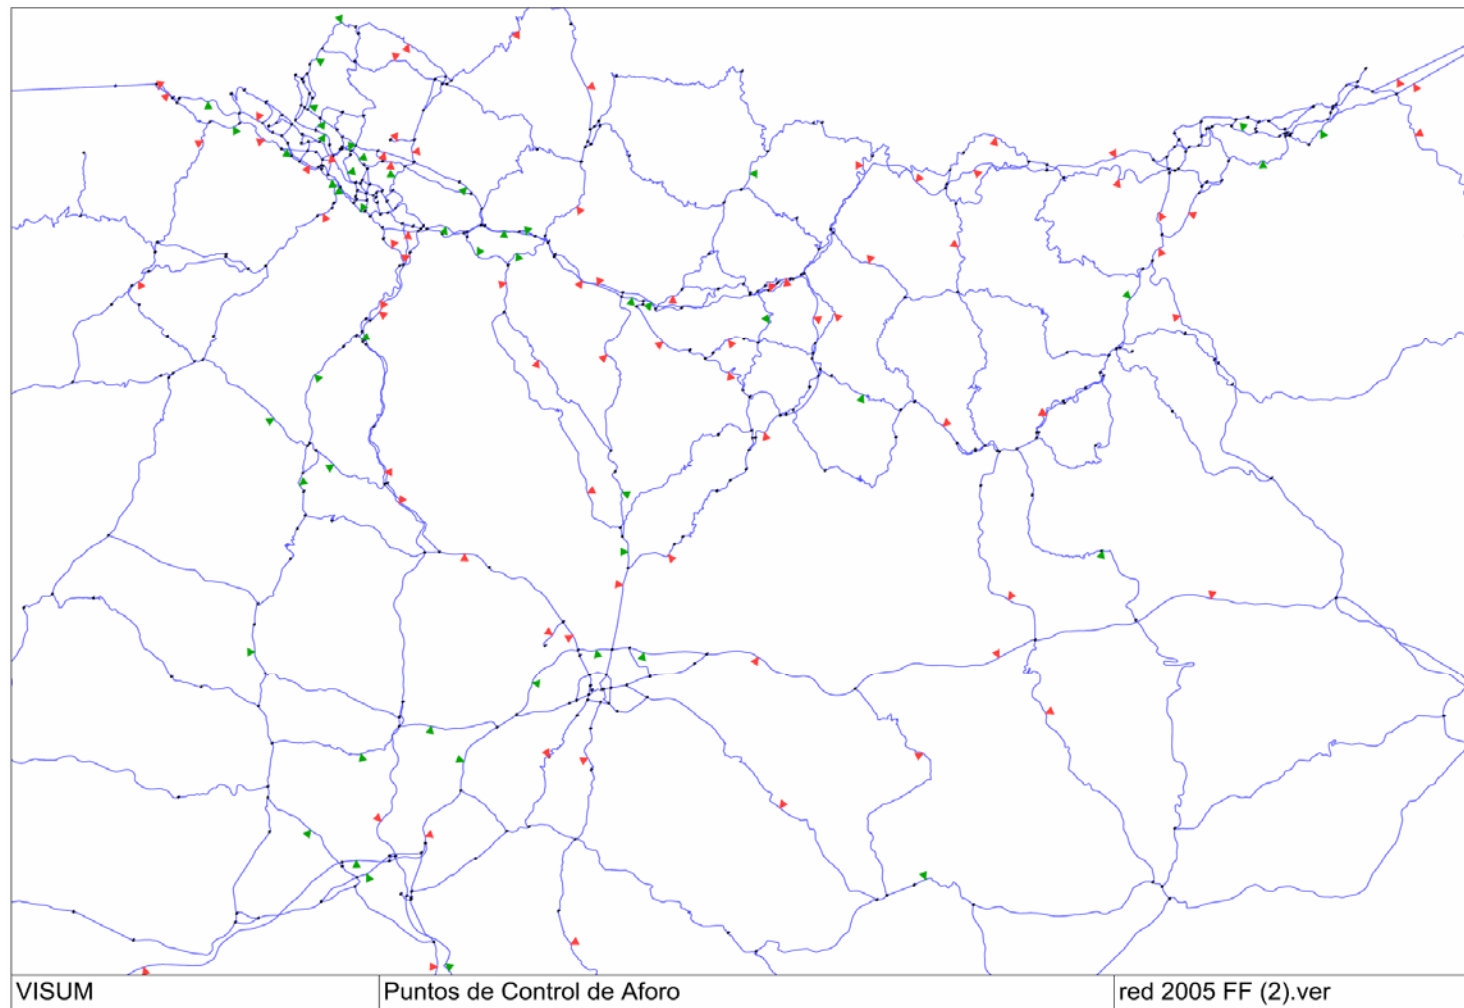 VISUM
Puntos de Control de Aforo
red 2005 FF (2).ver